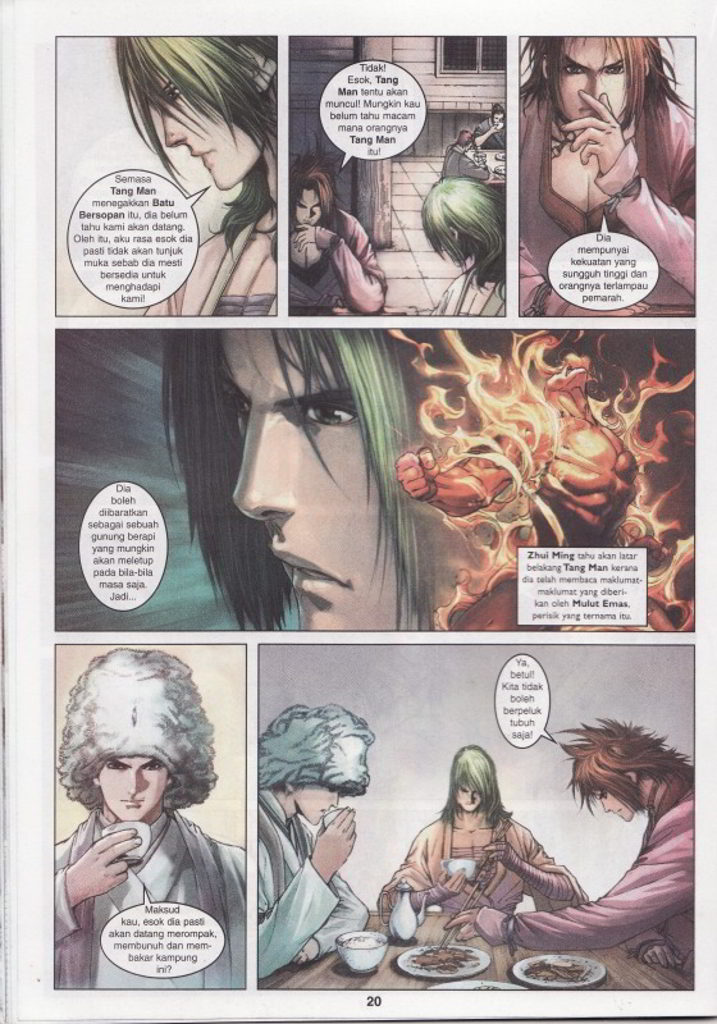 Semasa
Tang Man
menegakkan Batu
Bersopan itu, dia belum
tahu kami akan datang.
Oleh itu, aku rasa esok dia
pasti tidak akan tunjuk
muka sebab dia mesti
bersedia untuk
menghadapi
kami!
Tidak!
Esok, Tang
Man tentu akan
muncul! Mungkin kau
belum tahu macam
mana orangnya
Tang Man
itu!
Dia
mempunyai
kekuatan yang
sungguh tinggi dan
orangnya terlampau
pemarah.
Dia
boleh
diibaratkan
sebagai sebuah
gunung berapi
yang mungkin
akan meletup
pada bila-bila
masa saja.
Jadi...
Zhui Ming tahu akan latar
belakang Tang Man kerana
dia telah membaca maklumat-
maklumat yang diberi-
kan oleh Mulut Emas,
perisik yang ternama itu.
Maksud
kau, esok dia pasti
akan datang merompak,
membunuh dan mem-
bakar kampung
ini?
Ya,
betul!
Kita tidak
boleh
berpeluk
tubuh
saja!
20